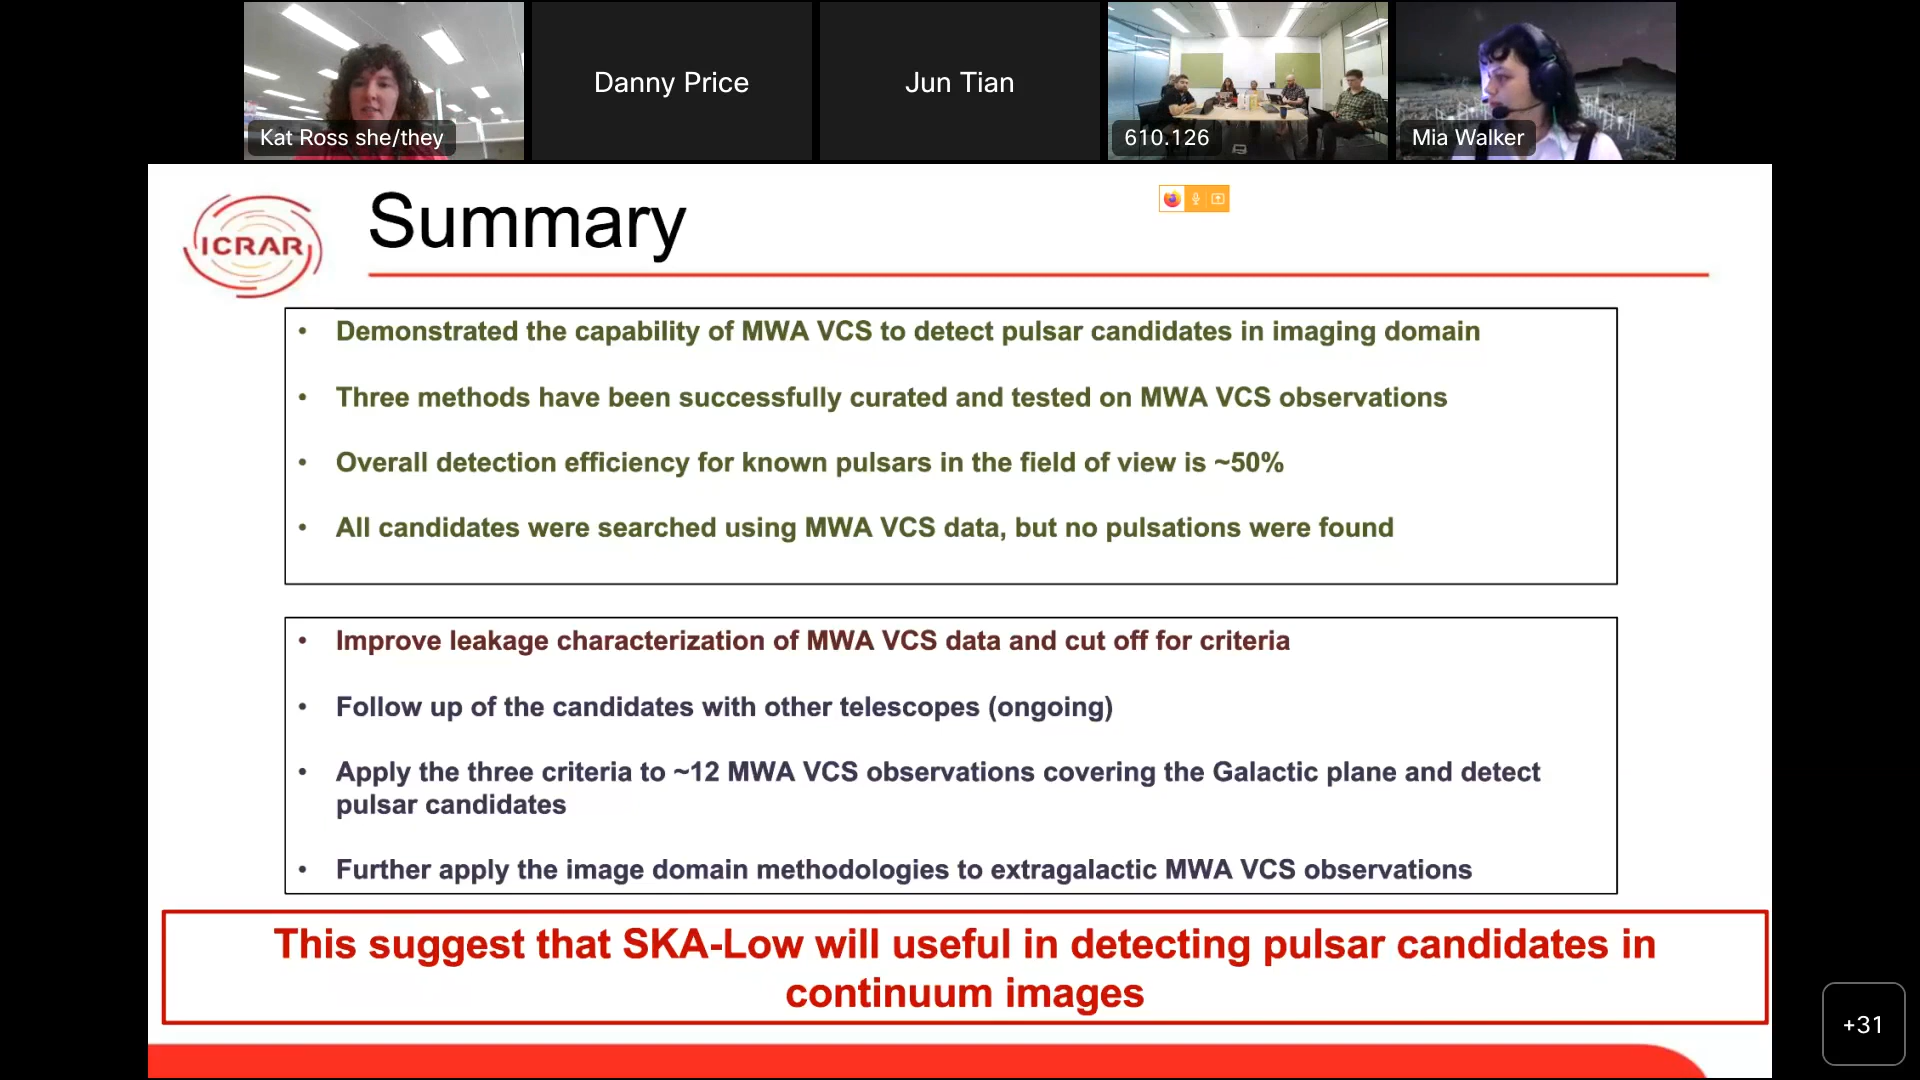 Kat Ross she/they
Danny Price
Jun Tian
610.126
Mia Walker
ICRAR
Summary
• Demonstrated the capability of MWA VCS to detect pulsar candidates in imaging domain
• Three methods have been successfully curated and tested on MWA VCS observations
• Overall detection efficiency for known pulsars in the field of view is ~50%
• All candidates were searched using MWA VCS data, but no pulsations were found
• Improve leakage characterization of MWA VCS data and cut off for criteria
• Follow up of the candidates with other telescopes (ongoing)
• Apply the three criteria to ~12 MWA VCS observations covering the Galactic plane and detect
pulsar candidates
• Further apply the image domain methodologies to extragalactic MWA VCS observations
This suggest that SKA-Low will useful in detecting pulsar candidates in
continuum images
+31